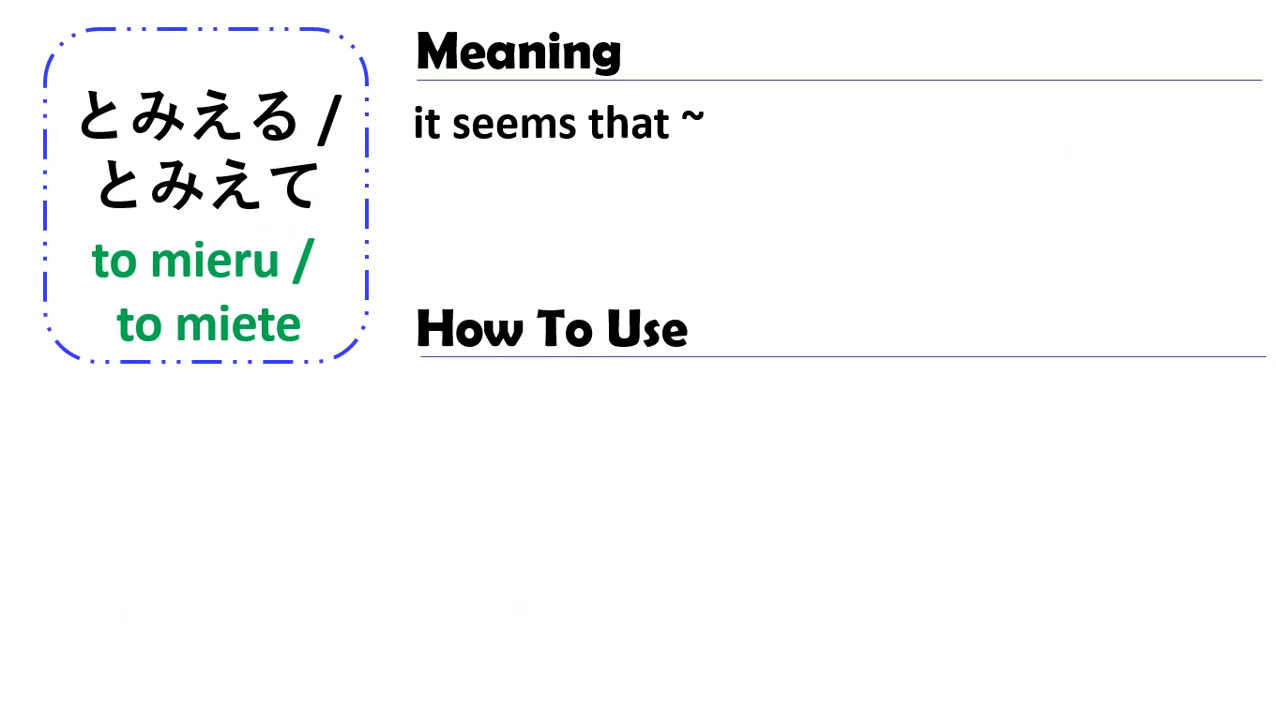 とみえる /
とみえて
to mieru /
to miete
Meaning
it seems that ~
How To Use